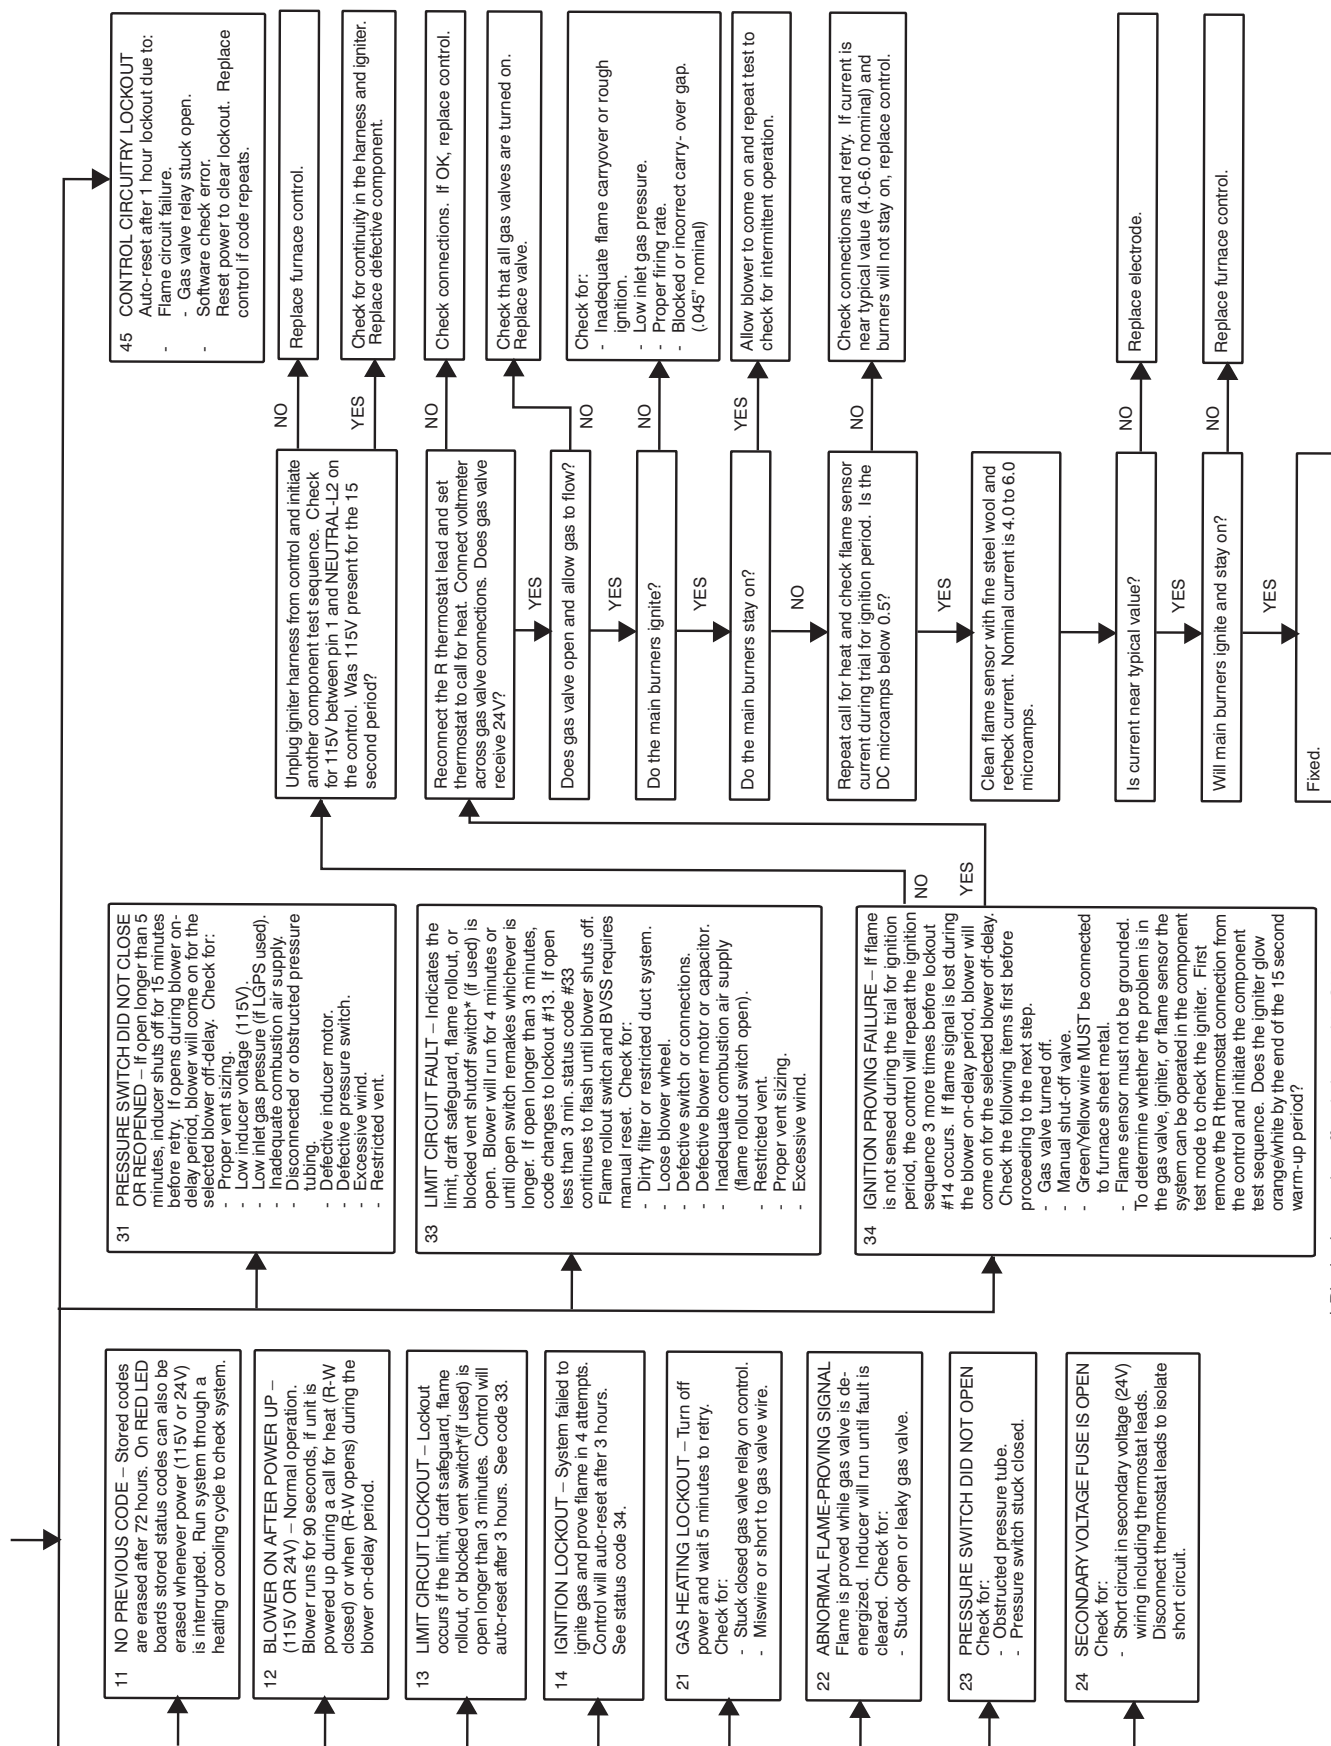 11 NO PREVIOUS CODE – Stored codes
are erased after 72 hours. On RED LED
boards stored status codes can also be
erased whenever power (115V or 24V)
is interrupted. Run system through a
heating or cooling cycle to check system.
12 BLOWER ON AFTER POWER UP –
(115V OR 24V) – Normal operation.
Blower runs for 90 seconds, if unit is
powered up during a call for heat (R-W
closed) or when (R-W opens) during the
blower on-delay period.
13 LIMIT CIRCUIT LOCKOUT – Lockout
occurs if the limit, draft safeguard, flame
rollout, or blocked vent switch*(if used) is
open longer than 3 minutes. Control will
auto-reset after 3 hours. See code 33.
14 IGNITION LOCKOUT – System failed to
ignite gas and prove flame in 4 attempts.
Control will auto-reset after 3 hours.
See status code 34.
21 GAS HEATING LOCKOUT – Turn off
power and wait 5 minutes to retry.
Check for:
- Stuck closed gas valve relay on control.
- Miswire or short to gas valve wire.
22 ABNORMAL FLAME-PROVING SIGNAL
Flame is proved while gas valve is de-
energized. Inducer will run until fault is
cleared. Check for:
- Stuck open or leaky gas valve.
23 PRESSURE SWITCH DID NOT OPEN
Check for:
- Obstructed pressure tube.
- Pressure switch stuck closed.
24 SECONDARY VOLTAGE FUSE IS OPEN
Check for:
- Short circuit in secondary voltage (24V)
wiring including thermostat leads.
Disconnect thermostat leads to isolate
short circuit.
31 PRESSURE SWITCH DID NOT CLOSE
OR REOPENED – If open longer than 5
minutes, inducer shuts off for 15 minutes
before retry. If opens during blower on-
delay period, blower will come on for the
selected blower off-delay. Check for:
- Proper vent sizing.
- Low inducer voltage (115V).
- Low inlet gas pressure (if LGPS used).
- Inadequate combustion air supply.
- Disconnected or obstructed pressure
tubing.
- Defective inducer motor.
- Defective pressure switch.
- Excessive wind.
- Restricted vent.
33 LIMIT CIRCUIT FAULT – Indicates the
limit, draft safeguard, flame rollout, or
blocked vent shutoff switch* (if used) is
open. Blower will run for 4 minutes or
until open switch remakes whichever is
longer. If open longer than 3 minutes,
code changes to lockout #13. If open
less than 3 min. status code #33
continues to flash until blower shuts off.
Flame rollout switch and BVSS requires
manual reset. Check for:
- Dirty filter or restricted duct system.
- Loose blower wheel.
- Defective switch or connections.
- Defective blower motor or capacitor.
- Inadequate combustion air supply
(flame rollout switch open).
- Restricted vent.
- Proper vent sizing.
- Excessive wind.
34 IGNITION PROVING FAILURE – If flame
is not sensed during the trial for ignition
period, the control will repeat the ignition
sequence 3 more times before lockout
#14 occurs. If flame signal is lost during
the blower on-delay period, blower will
come on for the selected blower off-delay.
Check the following items first before
proceeding to the next step.
- Gas valve turned off.
- Manual shut-off valve.
- Green/Yellow wire MUST be connected
to furnace sheet metal.
- Flame sensor must not be grounded.
To determine whether the problem is in
the gas valve, igniter, or flame sensor the
system can be operated in the component
test mode to check the igniter. First
remove the R thermostat connection from
the control and initiate the component
test sequence. Does the igniter glow
orange/white by the end of the 15 second
warm-up period?
NO
YES
45 CONTROL CIRCUITRY LOCKOUT
Auto-reset after 1 hour lockout due to:
- Flame circuit failure.
- Gas valve relay stuck open.
- Software check error.
Reset power to clear lockout. Replace
control if code repeats.
Unplug igniter harness from control and initiate
another component test sequence. Check
for 115V between pin 1 and NEUTRAL-L2 on
the control. Was 115V present for the 15
second period?
NO
Replace furnace control.
YES
Check for continuity in the harness and igniter.
Replace defective component.
Reconnect the R thermostat lead and set
thermostat to call for heat. Connect voltmeter
across gas valve connections. Does gas valve
receive 24V?
NO
Check connections. If OK, replace control.
YES
Does gas valve open and allow gas to flow?
NO
Check that all gas valves are turned on.
Replace valve.
YES
Do the main burners ignite?
NO
Check for:
- Inadequate flame carryover or rough
ignition.
- Low inlet gas pressure.
- Proper firing rate.
- Blocked or incorrect carry- over gap.
(.045” nominal)
YES
Do the main burners stay on?
YES
Allow blower to come on and repeat test to
check for intermittent operation.
NO
Repeat call for heat and check flame sensor
current during trial for ignition period. Is the
DC microamps below 0.5?
NO
Check connections and retry. If current is
near typical value (4.0-6.0 nominal) and
burners will not stay on, replace control.
YES
Clean flame sensor with fine steel wool and
recheck current. Nominal current is 4.0 to 6.0
microamps.
Is current near typical value?
NO
Replace electrode.
YES
Will main burners ignite and stay on?
NO
Replace furnace control.
YES
Fixed.